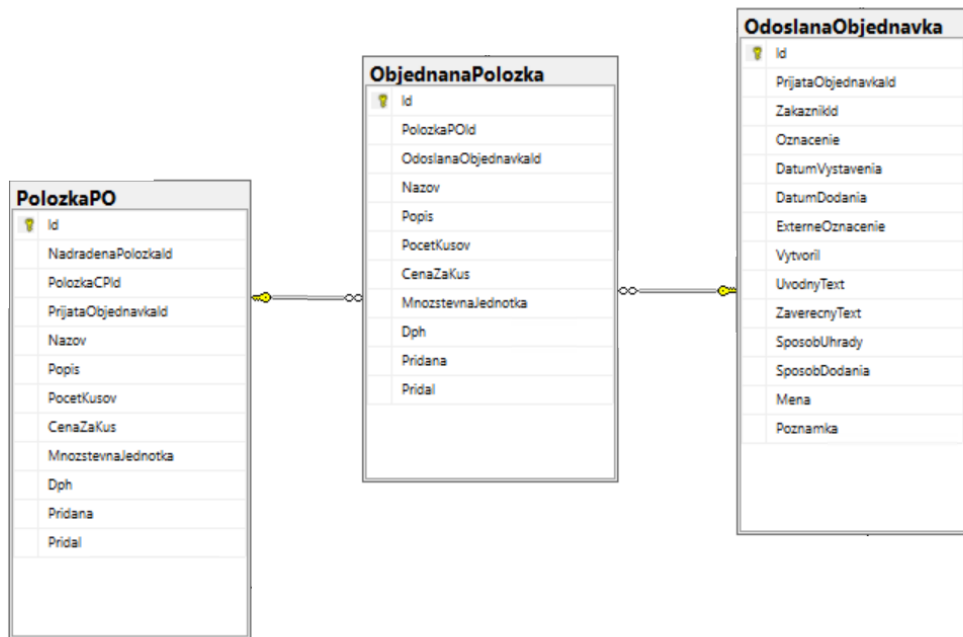 PolozkaPO
Id
NadradenaPolozkaId
PolozkaCPId
PrijataObjednavkaId
Nazov
Popis
PocetKusov
CenaZaKus
MnozstevnaJednotka
Dph
Pridana
Pridal
ObjednanaPolozka
Id
PolozkaPOId
OdoslanaObjednavkaId
Nazov
Popis
PocetKusov
CenaZaKus
MnozstevnaJednotka
Dph
Pridana
Pridal
OdoslanaObjednavka
Id
PrijataObjednavkaId
ZakaznikId
Oznacenie
DatumVystavenia
DatumDodania
ExterneOznacenie
Vytvoril
UvodnyText
ZaverecnyText
SposobUhrady
SposobDodania
Mena
Poznamka